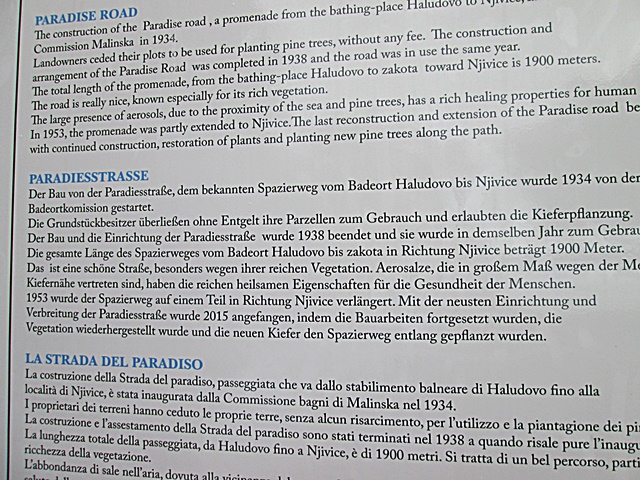 PARADISE ROAD
The construction of the Paradise road , a promenade from the bathing-place Haludovo to Njivice,
Commission Malinska in 1934.
Landowners ceded their plots to be used for planting pine trees, without any fee. The construction and
arrangement of the Paradise Road was completed in 1938 and the road was in use the same year.
The total length of the promenade, from the bathing-place Haludovo to zakota toward Njivice is 1900 meters.
The road is really nice, known especially for its rich vegetation.
The large presence of aerosols, due to the proximity of the sea and pine trees, has a rich healing properties for human
In 1953, the promenade was partly extended to Njivice.The last reconstruction and extension of the Paradise road be
with continued construction, restoration of plants and planting new pine trees along the path.
PARADIESSTRASSE
Der Bau von der Paradiesstraße, dem bekannten Spazierweg vom Badeort Haludovo bis Njivice wurde 1934 von der
Badeortkomission gestartet.
Die Grundstückbesitzer überließen ohne Entgelt ihre Parzellen zum Gebrauch und erlaubten die Kieferpflanzung.
Der Bau und die Einrichtung der Paradiesstraße wurde 1938 beendet und sie wurde in demselben Jahr zum Gebrau
Die gesamte Länge des Spazierweges vom Badeort Haludovo bis zakota in Richtung Njivice beträgt 1900 Meter.
Das ist eine schöne Straße, besonders wegen ihrer reichen Vegetation. Aerosalze, die in großem Maß wegen der Me
Kiefernähe vertreten sind, haben die reichen heilsamen Eigenschaften für die Gesundheit der Menschen.
1953 wurde der Spazierweg auf einem Teil in Richtung Njivice verlängert. Mit der neusten Einrichtung und
Verbreitung der Paradiesstraße wurde 2015 angefangen, indem die Bauarbeiten fortgesetzt wurden, die
Vegetation wiederhergestellt wurde und die neuen Kiefer den Spazierweg entlang gepflanzt wurden.
LA STRADA DEL PARADISO
La costruzione della Strada del paradiso, passeggiata che va dallo stabilimento balneare di Haludovo fino alla
località di Njivice, è stata inaugurata dalla Commissione bagni di Malinska nel 1934.
I proprietari dei terreni hanno ceduto le proprie terre, senza alcun risarcimento, per l'utilizzo e la piantagione dei pi
La costruzione e l'assestamento della Strada del paradiso sono stati terminati nel 1938 a quando risale pure l'inaugu
La lunghezza totale della passeggiata, da Haludovo fino a Njivice, è di 1900 metri. Si tratta di un bel percorso, parti
ricchezza della vegetazione.
L'abbondanza di sale nell'aria, dovuta alla vicinanza